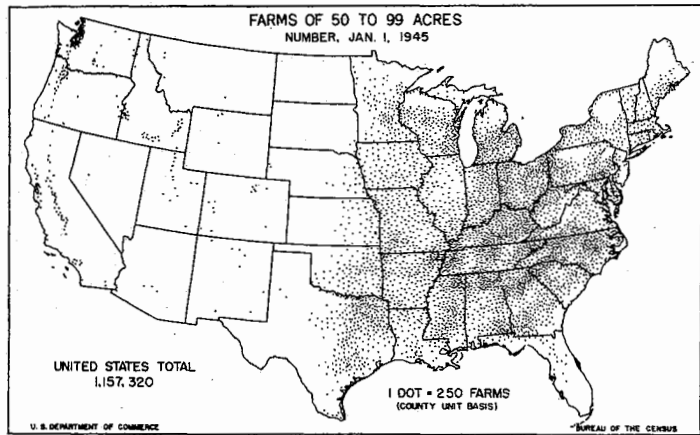 FARMS OF 50 TO 99 ACRES
NUMBER, JAN. 1, 1945
UNITED STATES TOTAL
1,157,320
1 DOT = 250 FARMS
(COUNTY UNIT BASIS)
U. S. DEPARTMENT OF COMMERCE
BUREAU OF THE CENSUS